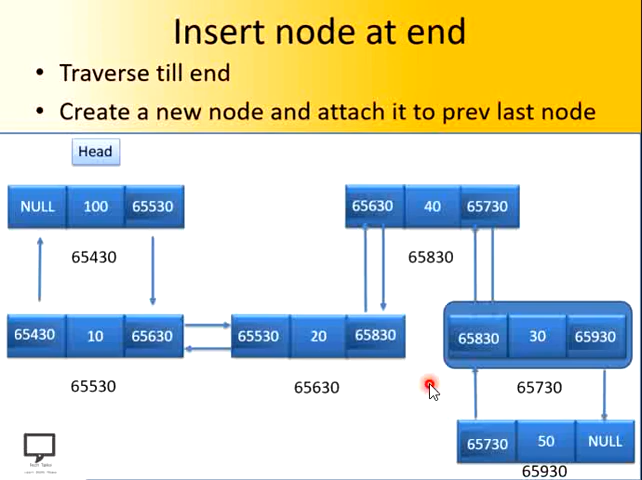 Insert node at end
• Traverse till end
• Create a new node and attach it to prev last node
Head
NULL 100 65530
65430
65630 40 65730
65830
65430 10 65630
65530
65530 20 65830
65630
65830 30 65930
65730
65730 50 NULL
65930
Tech Talks